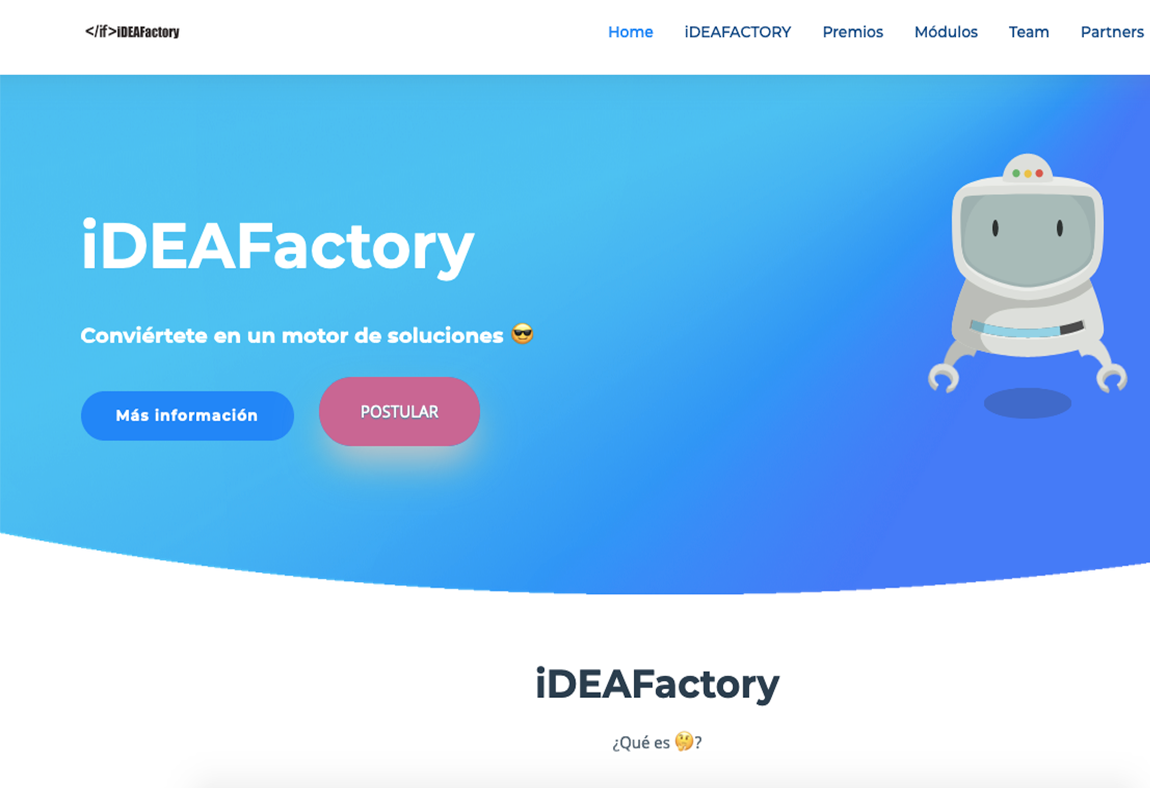 </if>iDEAFactory
Home iDEAFACTORY Premios Módulos Team Partners
iDEAFactory
Conviértete en un motor de soluciones 😎
Más información
POSTULAR
iDEAFactory
¿Qué es 🤔?